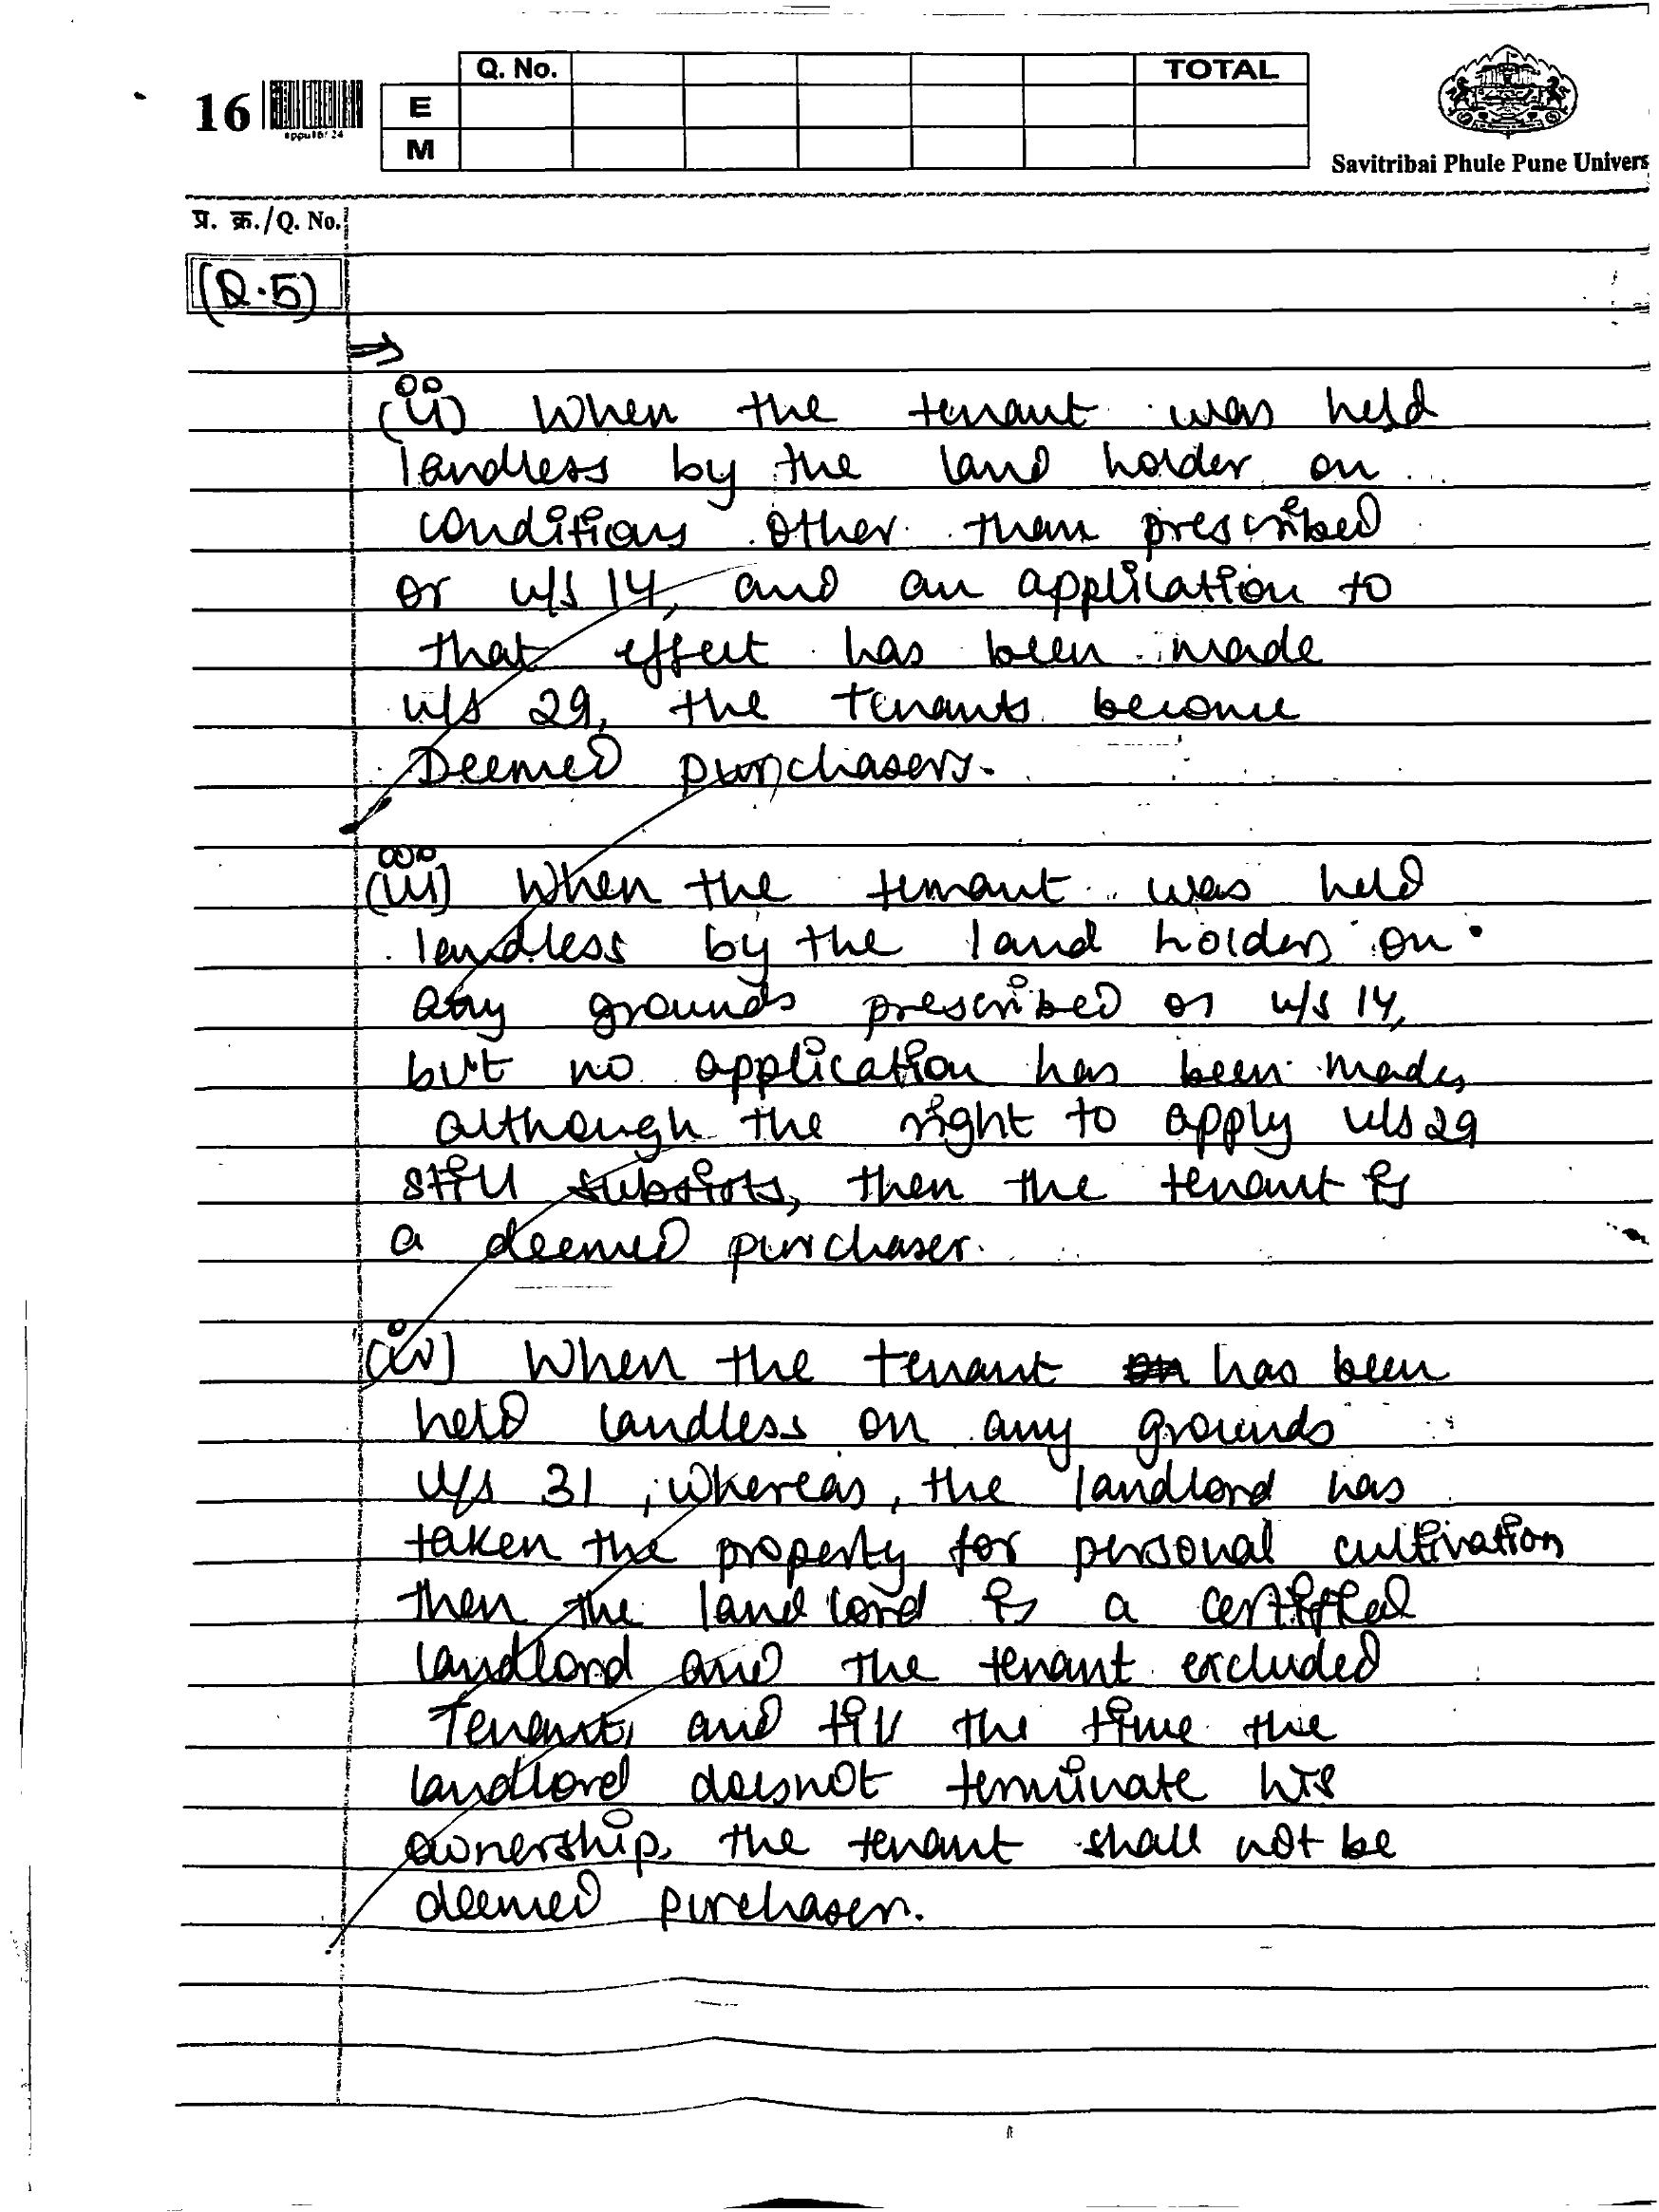 16
sppu16' 24
Q. No.
TOTAL
E
M
Savitribai Phule Pune Univers
प्र. क्र./Q. No.
(Q.5)
⇒
(ii) When the tenant was held
landless by the land holder on
conditions other than prescribed
or u/s 14, and an application to
that effect has been made
u/s 29, the tenants become
Deemed purchasers.
(iii) When the tenant was held
landless by the land holders on
any grounds prescribed or u/s 14,
but no application has been made,
although the right to apply u/s 29
still subsists, then the tenant is
a deemed purchaser.
(iv) When the tenant has been
held landless on any grounds
u/s 31, whereas, the landlord has
taken the property for personal cultivation
then the landlord is a certified
landlord and the tenant excluded
Tenant, and till the time the
landlord doesnot terminate his
ownership, the tenant shall not be
deemed purchaser.